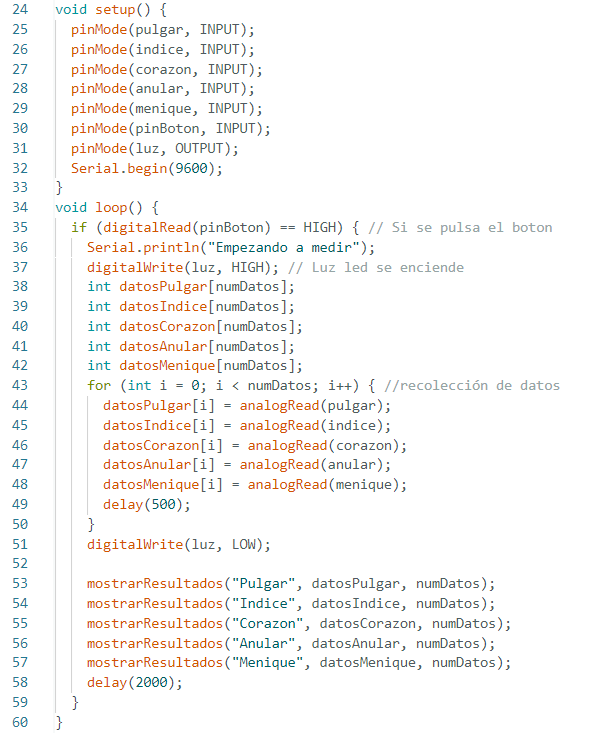 24 void setup() {
25   pinMode(pulgar, INPUT);
26   pinMode(indice, INPUT);
27   pinMode(corazon, INPUT);
28   pinMode(anular, INPUT);
29   pinMode(menique, INPUT);
30   pinMode(pinBoton, INPUT);
31   pinMode(luz, OUTPUT);
32   Serial.begin(9600);
33 }
34 void loop() {
35   if (digitalRead(pinBoton) == HIGH) { // Si se pulsa el boton
36     Serial.println("Empezando a medir");
37     digitalWrite(luz, HIGH); // Luz led se enciende
38     int datosPulgar[numDatos];
39     int datosIndice[numDatos];
40     int datosCorazon[numDatos];
41     int datosAnular[numDatos];
42     int datosMenique[numDatos];
43     for (int i = 0; i < numDatos; i++) { //recolección de datos
44       datosPulgar[i] = analogRead(pulgar);
45       datosIndice[i] = analogRead(indice);
46       datosCorazon[i] = analogRead(corazon);
47       datosAnular[i] = analogRead(anular);
48       datosMenique[i] = analogRead(menique);
49       delay(500);
50     }
51     digitalWrite(luz, LOW);
52
53     mostrarResultados("Pulgar", datosPulgar, numDatos);
54     mostrarResultados("Indice", datosIndice, numDatos);
55     mostrarResultados("Corazon", datosCorazon, numDatos);
56     mostrarResultados("Anular", datosAnular, numDatos);
57     mostrarResultados("Menique", datosMenique, numDatos);
58     delay(2000);
59   }
60 }